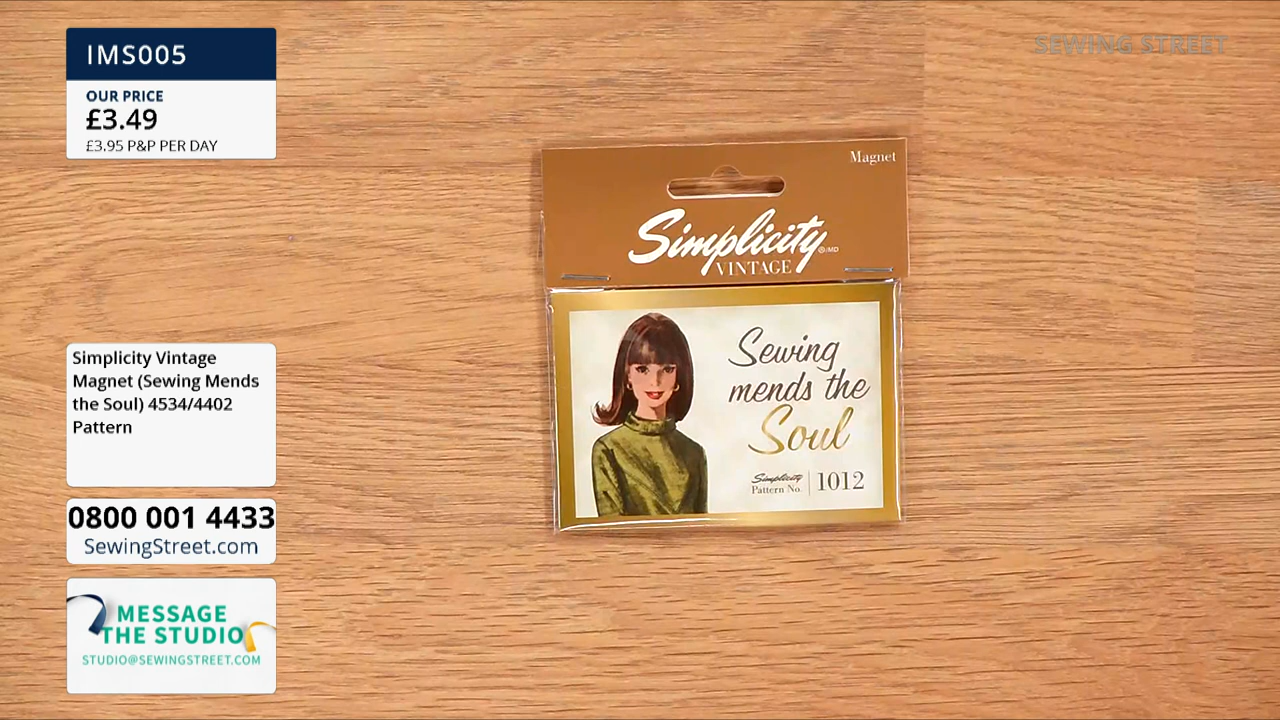 IMS005
OUR PRICE
£3.49
£3.95 P&P PER DAY
SEWING STREET
Magnet
Simplicity
VINTAGE
Sewing
mends the
Soul
Simplicity
Pattern No.
1012
Simplicity Vintage
Magnet (Sewing Mends
the Soul) 4534/4402
Pattern
0800 001 4433
SewingStreet.com
MESSAGE
THE STUDIO
STUDIO@SEWINGSTREET.COM